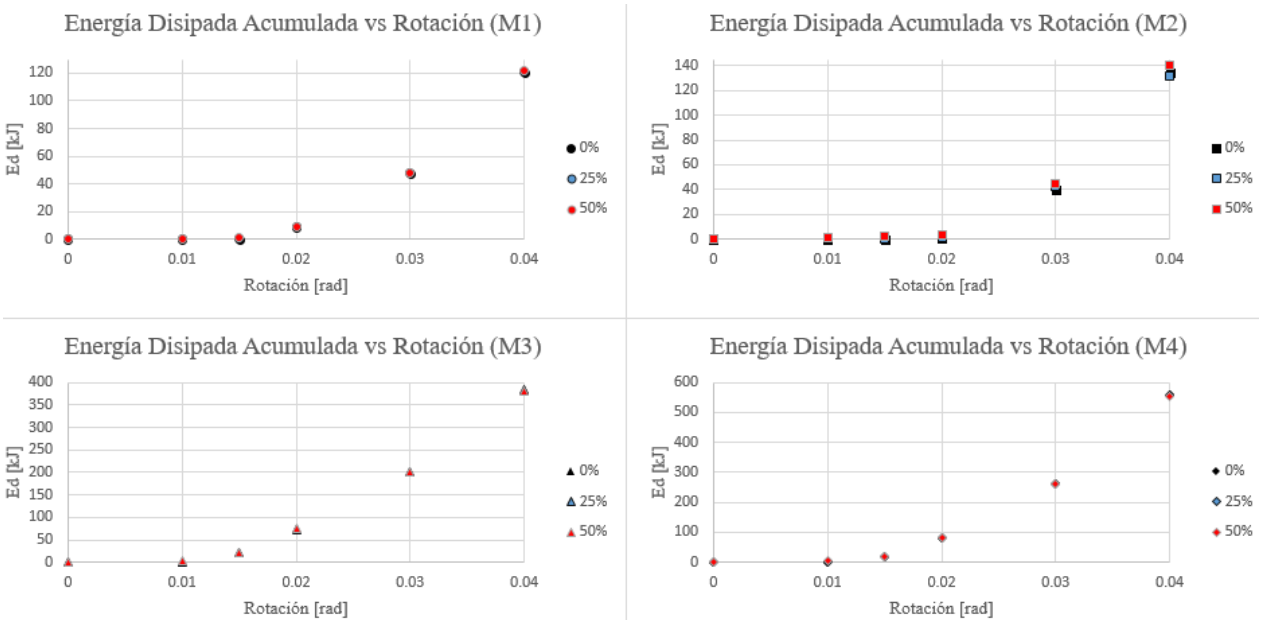 Energía Disipada Acumulada vs Rotación (M1)
120
100
80
60
40
20
0
Ed [kJ]
0 0.01 0.02 0.03 0.04
Rotación [rad]
0%
25%
50%
Energía Disipada Acumulada vs Rotación (M2)
140
120
100
80
60
40
20
0
Ed [kJ]
0 0.01 0.02 0.03 0.04
Rotación [rad]
0%
25%
50%
Energía Disipada Acumulada vs Rotación (M3)
400
350
300
250
200
150
100
50
0
Ed [kJ]
0 0.01 0.02 0.03 0.04
Rotación [rad]
0%
25%
50%
Energía Disipada Acumulada vs Rotación (M4)
600
500
400
300
200
100
0
Ed [kJ]
0 0.01 0.02 0.03 0.04
Rotación [rad]
0%
25%
50%